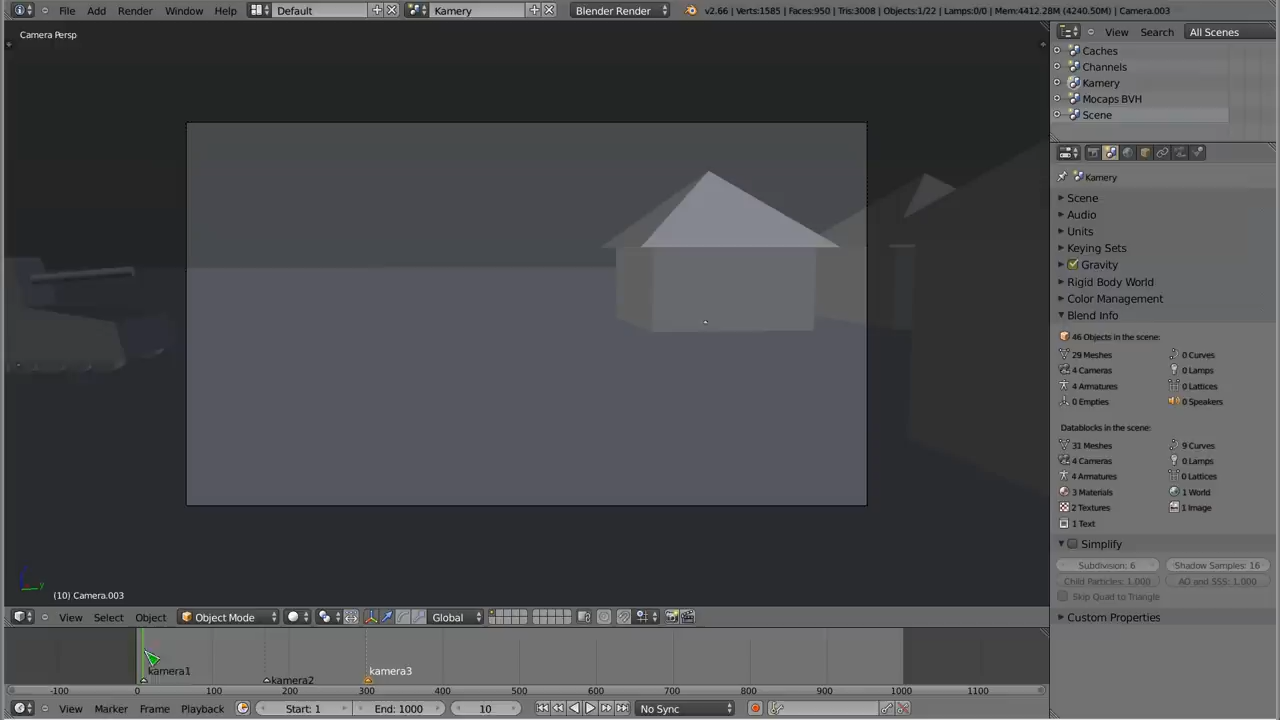 File Add Render Window Help Default Kamery Blender Render v2.66 | Verts:1585 | Faces:950 | Tris:3008 | Objects:1/22 | Lamps:0/0 | Mem:4412.28M (4240.50M) | Camera.003
Camera Persp
View Search All Scenes
Caches
Channels
Kamery
Mocaps BVH
Scene
Kamery
Scene
Audio
Units
Keying Sets
Gravity
Rigid Body World
Color Management
Blend Info
46 Objects in the scene:
29 Meshes 0 Curves
4 Cameras 0 Lamps
4 Armatures 0 Lattices
0 Empties 0 Speakers
Datablocks in the scene:
31 Meshes 9 Curves
4 Cameras 0 Lamps
4 Armatures 0 Lattices
3 Materials 1 World
2 Textures 1 Image
1 Text
Simplify
Subdivision: 6 Shadow Samples: 16
Child Particles: 1.000 AO and SSS: 1.000
Skip Quad to Triangle
Custom Properties
(10) Camera.003
View Select Object Object Mode Global
kamera1 kamera2 kamera3
-100 0 100 200 300 400 500 600 700 800 900 1000 1100
View Marker Frame Playback Start: 1 End: 1000 10 No Sync